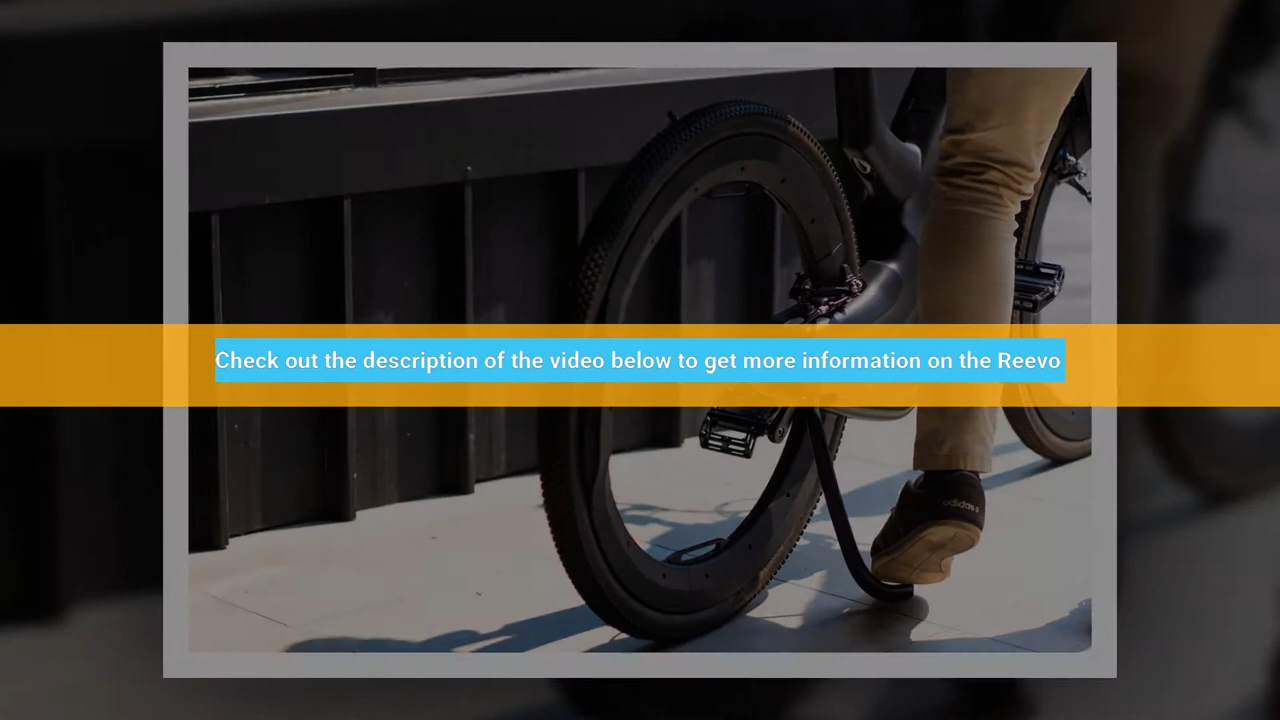 Check out the description of the video below to get more information on the Reevo
adidas